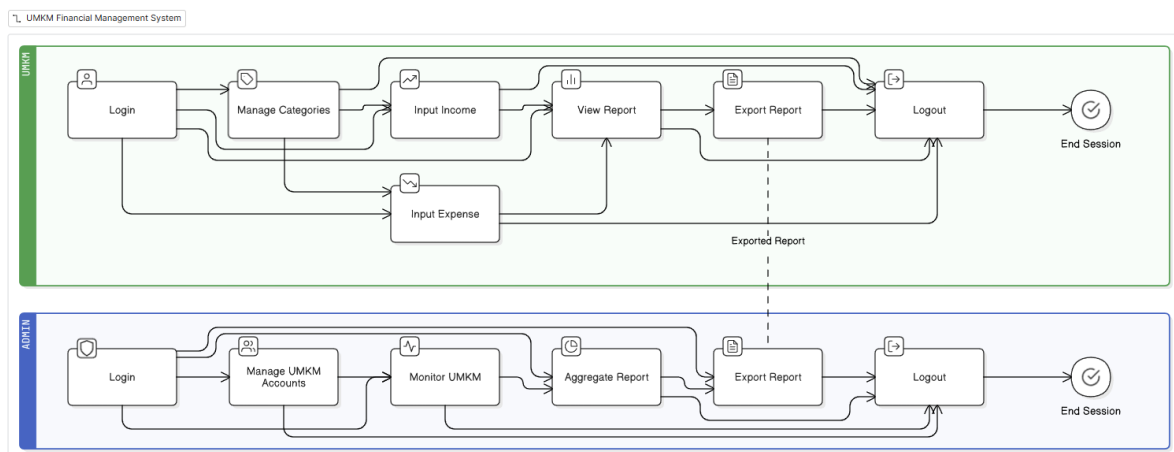 UMKM Financial Management System
UMKM
Login
Manage Categories
Input Income
View Report
Export Report
Logout
End Session
Input Expense
Exported Report
ADMIN
Login
Manage UMKM
Accounts
Monitor UMKM
Aggregate Report
Export Report
Logout
End Session